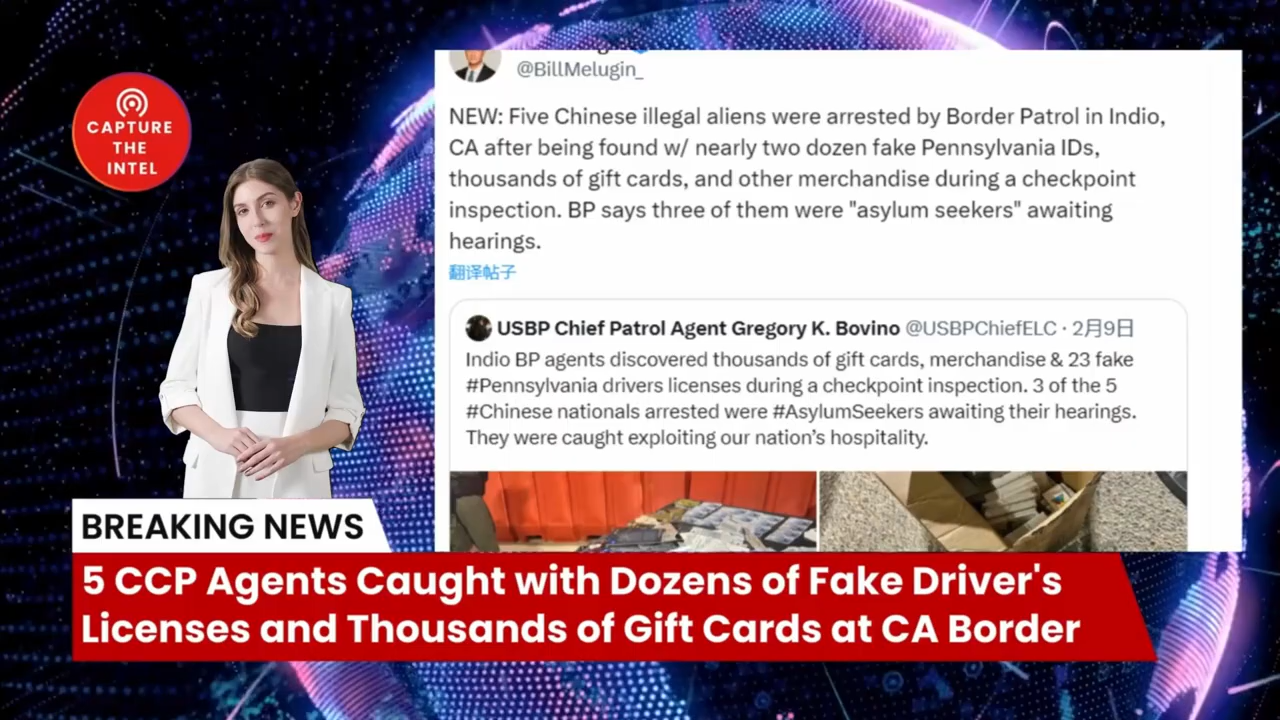 CAPTURE
THE
INTEL
@BillMelugin_
NEW: Five Chinese illegal aliens were arrested by Border Patrol in Indio,
CA after being found w/ nearly two dozen fake Pennsylvania IDs,
thousands of gift cards, and other merchandise during a checkpoint
inspection. BP says three of them were "asylum seekers" awaiting
hearings.
翻译帖子
USBP Chief Patrol Agent Gregory K. Bovino @USBPChiefELC · 2月9日
Indio BP agents discovered thousands of gift cards, merchandise & 23 fake
#Pennsylvania drivers licenses during a checkpoint inspection. 3 of the 5
#Chinese nationals arrested were #AsylumSeekers awaiting their hearings.
They were caught exploiting our nation's hospitality.
BREAKING NEWS
5 CCP Agents Caught with Dozens of Fake Driver's
Licenses and Thousands of Gift Cards at CA Border